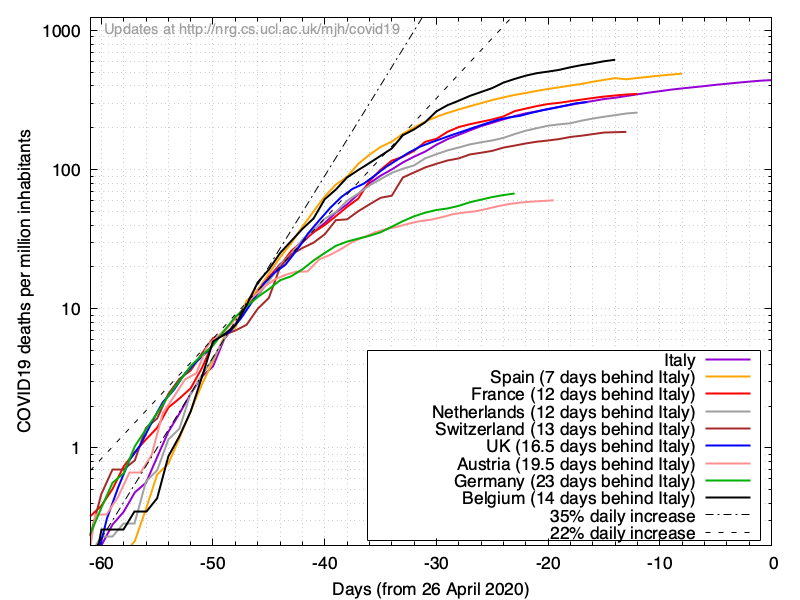 Updates at http://nrg.cs.ucl.ac.uk/mjh/covid19
1000
100
10
1
COVID19 deaths per million inhabitants
Italy
Spain (7 days behind Italy)
France (12 days behind Italy)
Netherlands (12 days behind Italy)
Switzerland (13 days behind Italy)
UK (16.5 days behind Italy)
Austria (19.5 days behind Italy)
Germany (23 days behind Italy)
Belgium (14 days behind Italy)
35% daily increase
22% daily increase
-60 -50 -40 -30 -20 -10 0
Days (from 26 April 2020)